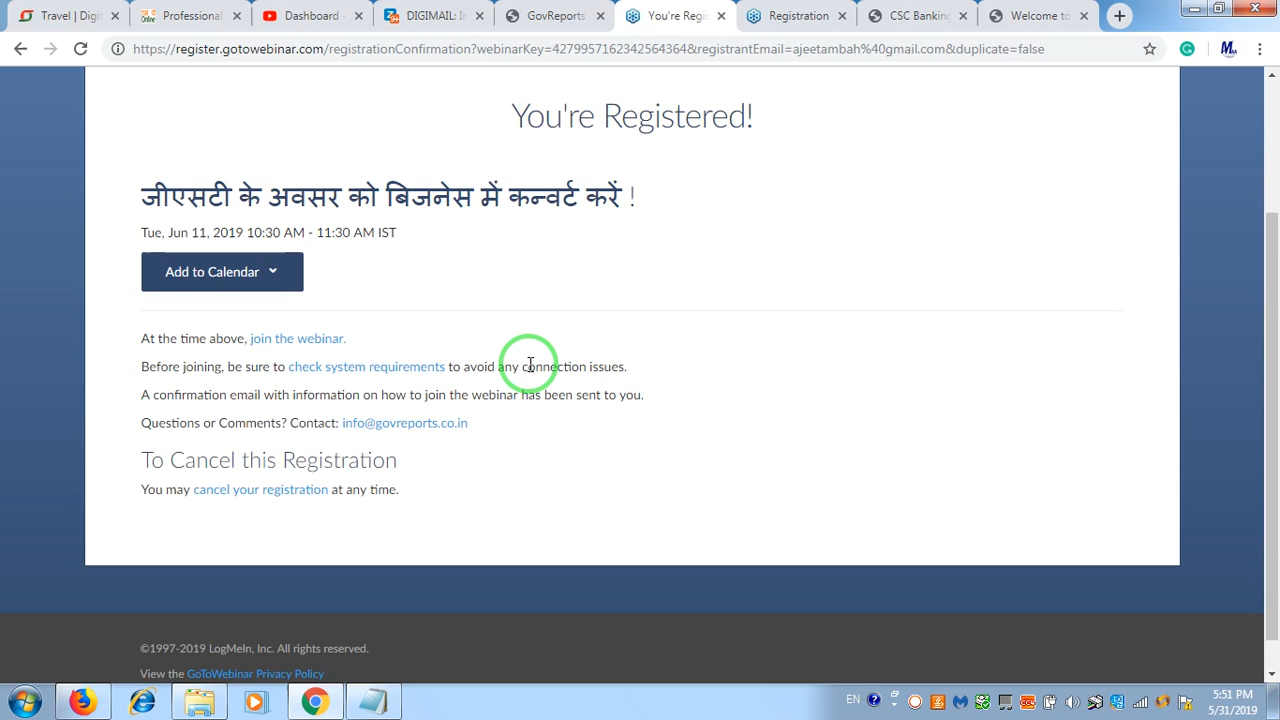 Travel | Digit
Professional
Dashboard -
DIGIMAIL: In
GovReports
You're Regis
Registration
CSC Banking
Welcome to
https://register.gotowebinar.com/registrationConfirmation?webinarKey=4279957162342564364&registrantEmail=ajeetambah%40gmail.com&duplicate=false
You're Registered!
जीएसटी के अवसर को बिजनेस में कन्वर्ट करें !
Tue, Jun 11, 2019 10:30 AM - 11:30 AM IST
Add to Calendar
At the time above, join the webinar.
Before joining, be sure to check system requirements to avoid any connection issues.
A confirmation email with information on how to join the webinar has been sent to you.
Questions or Comments? Contact: info@govreports.co.in
To Cancel this Registration
You may cancel your registration at any time.
©1997-2019 LogMeIn, Inc. All rights reserved.
View the GoToWebinar Privacy Policy
EN
5:51 PM
5/31/2019